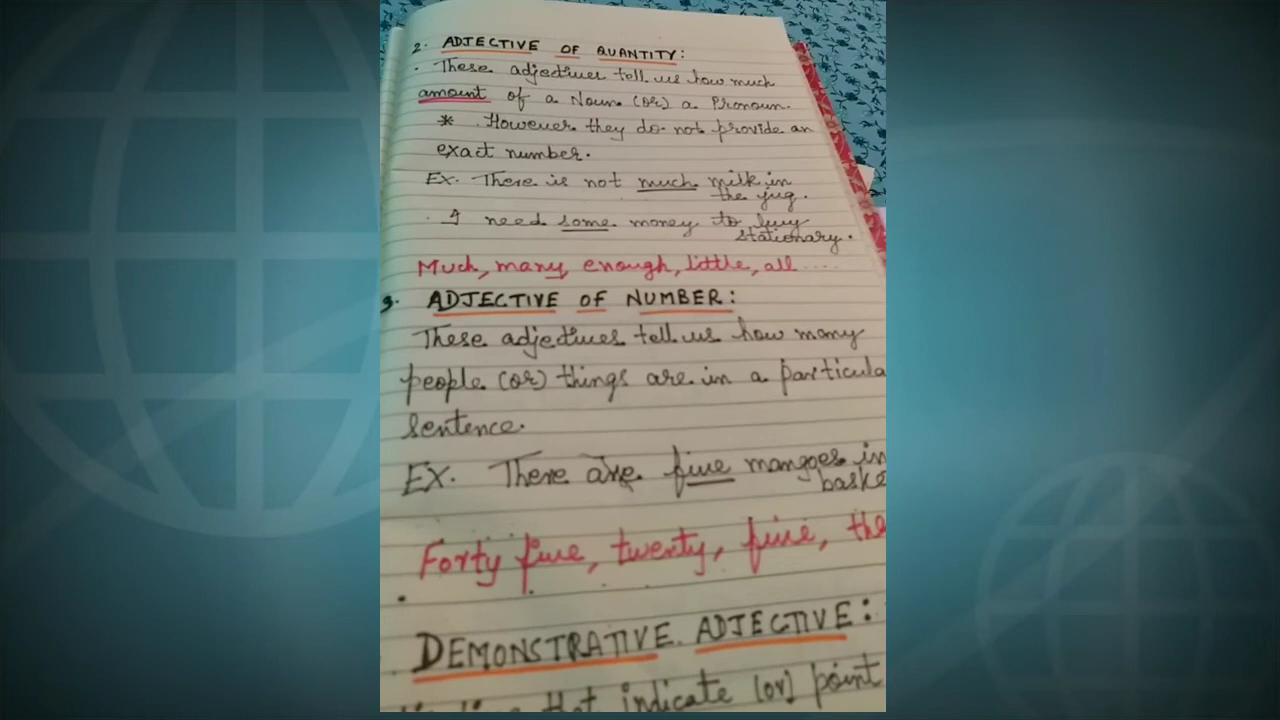 2. ADJECTIVE OF QUANTITY:
. These adjectives tell us how much
amount of a Noun (or) a Pronoun.
* However they do not provide an
exact number.
Ex. There is not much milk in
the jug.
. I need some money to buy
stationary.
Much, many, enough, little, all ....
3. ADJECTIVE OF NUMBER:
These adjectives tell us how many
people (or) things are in a particula
sentence.
EX. There are five mangoes in
baske
Forty five, twenty, five, the
DEMONSTRATIVE ADJECTIVE:
that indicate (or) point